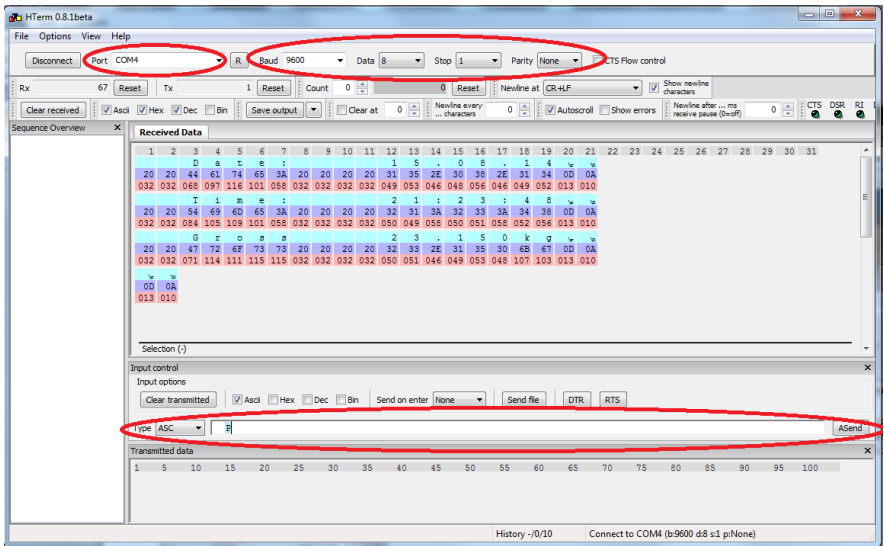 HTerm 0.8.1beta
File Options View Help
Disconnect Port COM4 R Baud 9600 Data 8 Stop 1 Parity None CTS Flow control
Rx 67 Reset Tx 1 Reset Count 0 0 Reset Newline at CR+LF Show newline characters
Clear received Ascii Hex Dec Bin Save output Clear at 0 Newline every ... characters 0 Autoscroll Show errors Newline after ... ms receive pause (0=off) 0 CTS DSR RI
Sequence Overview X Received Data
1 2 3 4 5 6 7 8 9 10 11 12 13 14 15 16 17 18 19 20 21 22 23 24 25 26 27 28 29 30 31
D a t e : 1 5 . 0 8 . 1 4 \r \n
20 20 44 61 74 65 3A 20 20 20 20 31 35 2E 30 38 2E 31 34 0D 0A
032 032 068 097 116 101 058 032 032 032 032 049 053 046 048 056 046 049 052 013 010
T i m e : 2 1 : 2 3 : 4 8 \r \n
20 20 54 69 6D 65 3A 20 20 20 20 32 31 3A 32 33 3A 34 38 0D 0A
032 032 084 105 109 101 058 032 032 032 032 050 049 058 050 051 058 052 056 013 010
G r o s s 2 3 . 1 5 0 k g \r \n
20 20 47 72 6F 73 73 20 20 20 20 32 33 2E 31 35 30 6B 67 0D 0A
032 032 071 114 111 115 115 032 032 032 032 050 051 046 049 053 048 107 103 013 010
\r \n
0D 0A
013 010
Selection (-)
Input control X
Input options
Clear transmitted Ascii Hex Dec Bin Send on enter None Send file DTR RTS
Type ASC P ASend
Transmitted data X
1 5 10 15 20 25 30 35 40 45 50 55 60 65 70 75 80 85 90 95 100
History -/0/10 Connect to COM4 (b:9600 d:8 s:1 p:None)